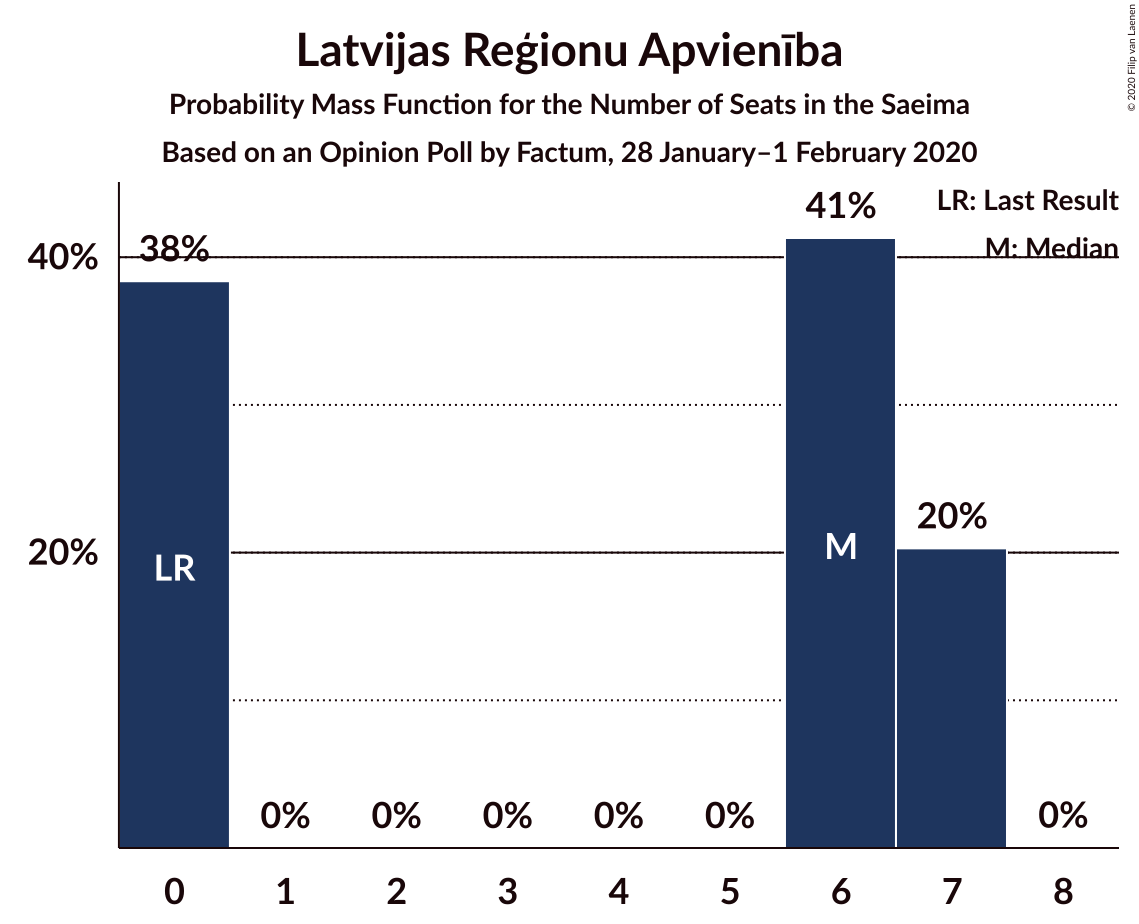 Latvijas Reģionu Apvienība
Probability Mass Function for the Number of Seats in the Saeima
Based on an Opinion Poll by Factum, 28 January–1 February 2020
© 2020 Filip van Laenen
LR: Last Result
M: Median
40%
20%
38%
0%
0%
0%
0%
0%
41%
20%
0%
LR
M
0
1
2
3
4
5
6
7
8